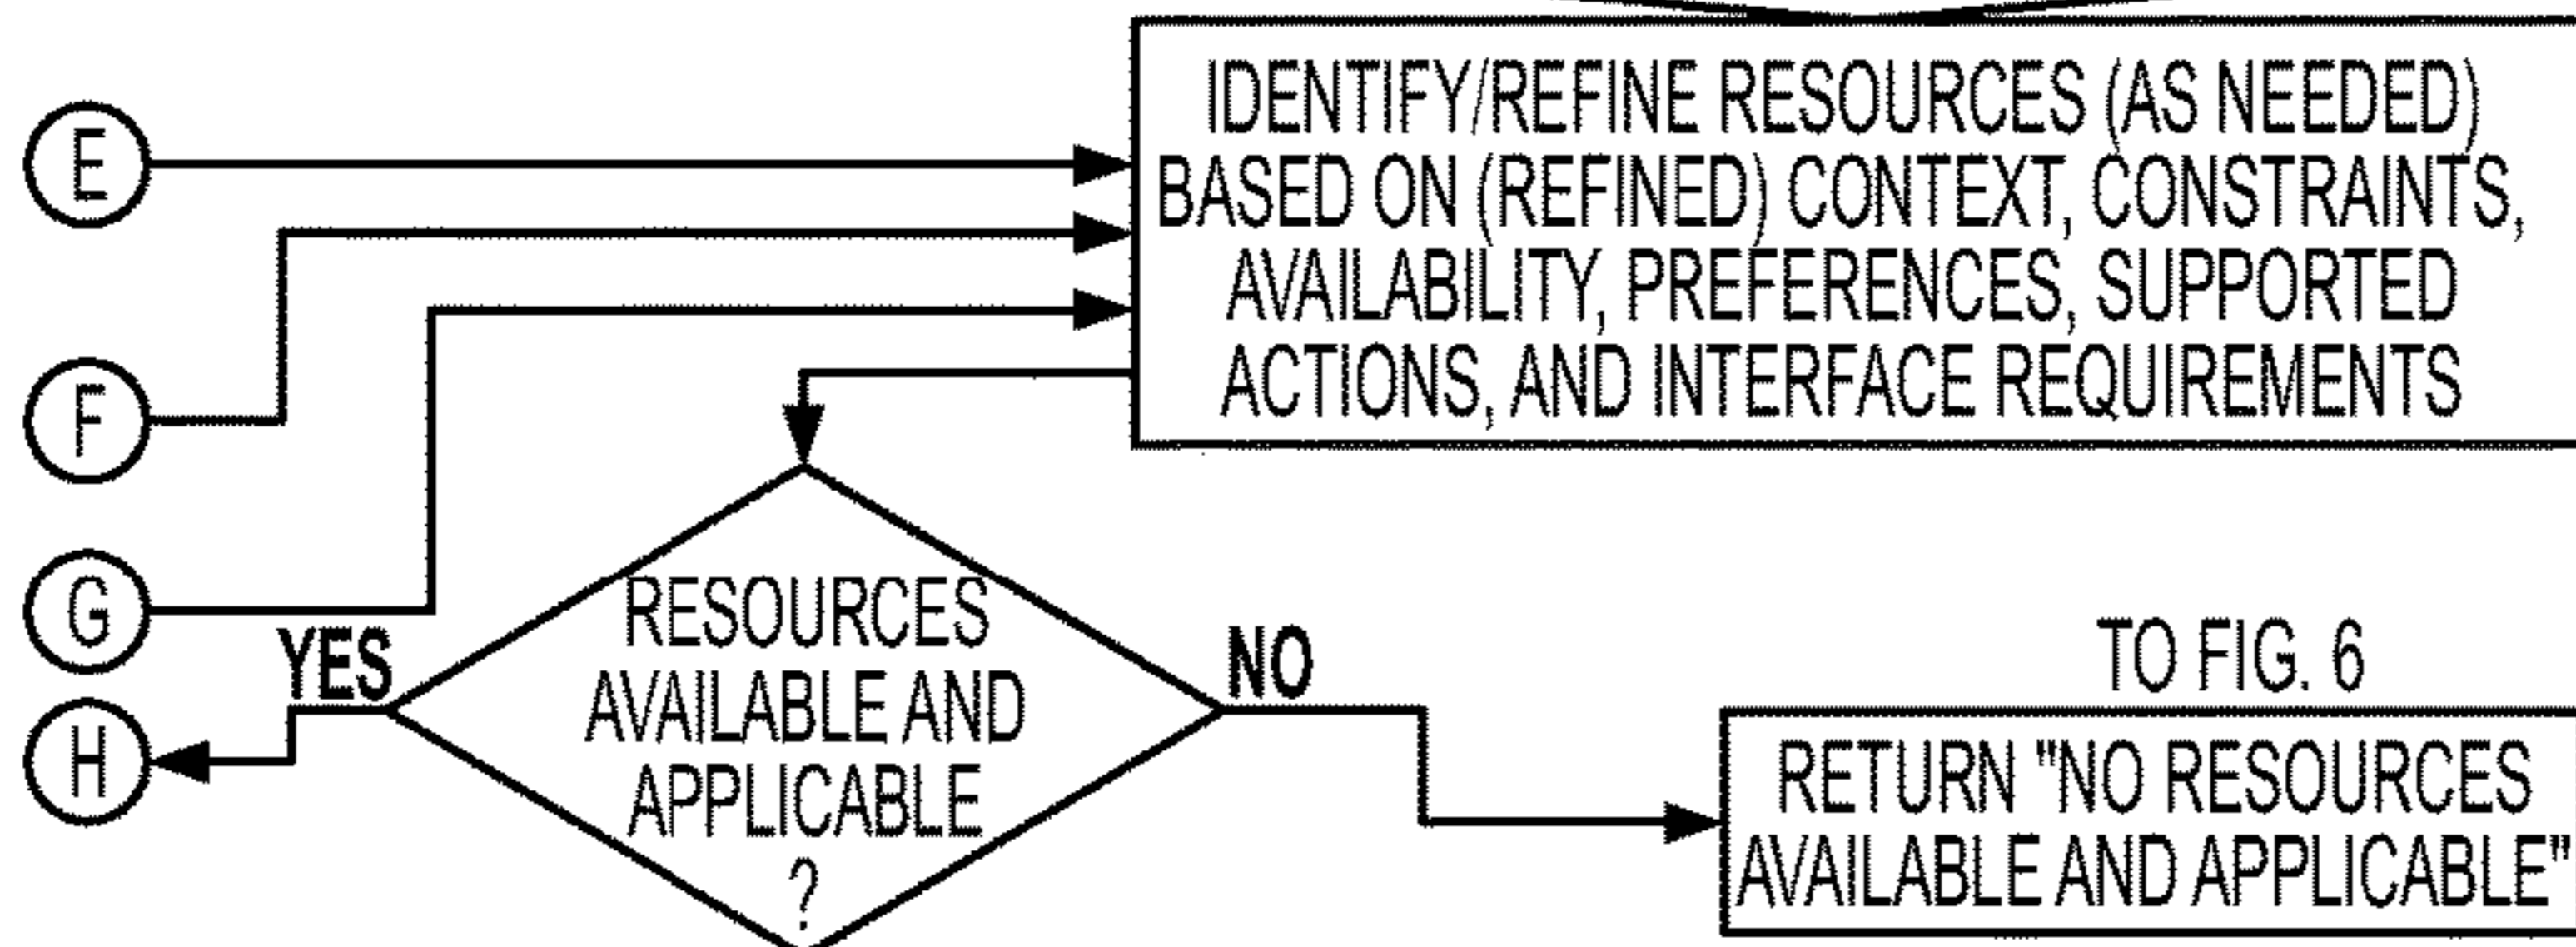 E
IDENTIFY/REFINE RESOURCES (AS NEEDED)
BASED ON (REFINED) CONTEXT, CONSTRAINTS,
AVAILABILITY, PREFERENCES, SUPPORTED
ACTIONS, AND INTERFACE REQUIREMENTS
F
G
YES
H
RESOURCES
AVAILABLE AND
APPLICABLE
?
NO
TO FIG. 6
RETURN "NO RESOURCES
AVAILABLE AND APPLICABLE"